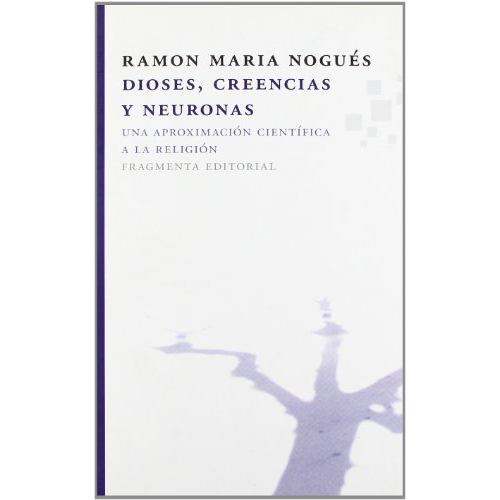 RAMON MARIA NOGUÉS
DIOSES, CREENCIAS
Y NEURONAS
UNA APROXIMACIÓN CIENTÍFICA
A LA RELIGIÓN
FRAGMENTA EDITORIAL